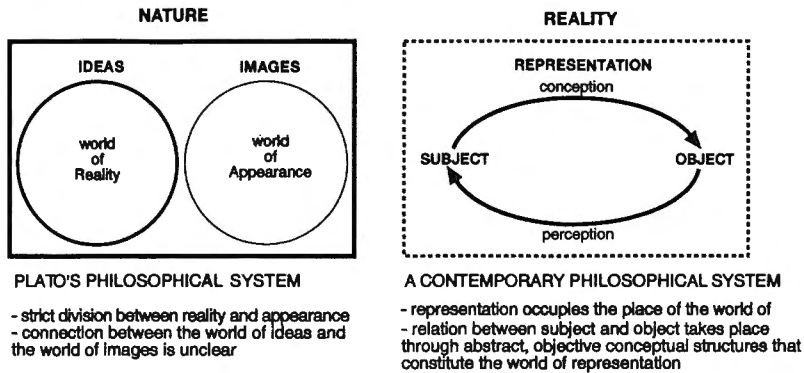 NATURE
IDEAS
IMAGES
world
of
Reality
world
of
Appearance
PLATO'S PHILOSOPHICAL SYSTEM
- strict division between reality and appearance
- connection between the world of ideas and
the world of images is unclear
REALITY
REPRESENTATION
conception
SUBJECT
OBJECT
perception
A CONTEMPORARY PHILOSOPHICAL SYSTEM
- representation occupies the place of the world of
- relation between subject and object takes place
through abstract, objective conceptual structures that
constitute the world of representation